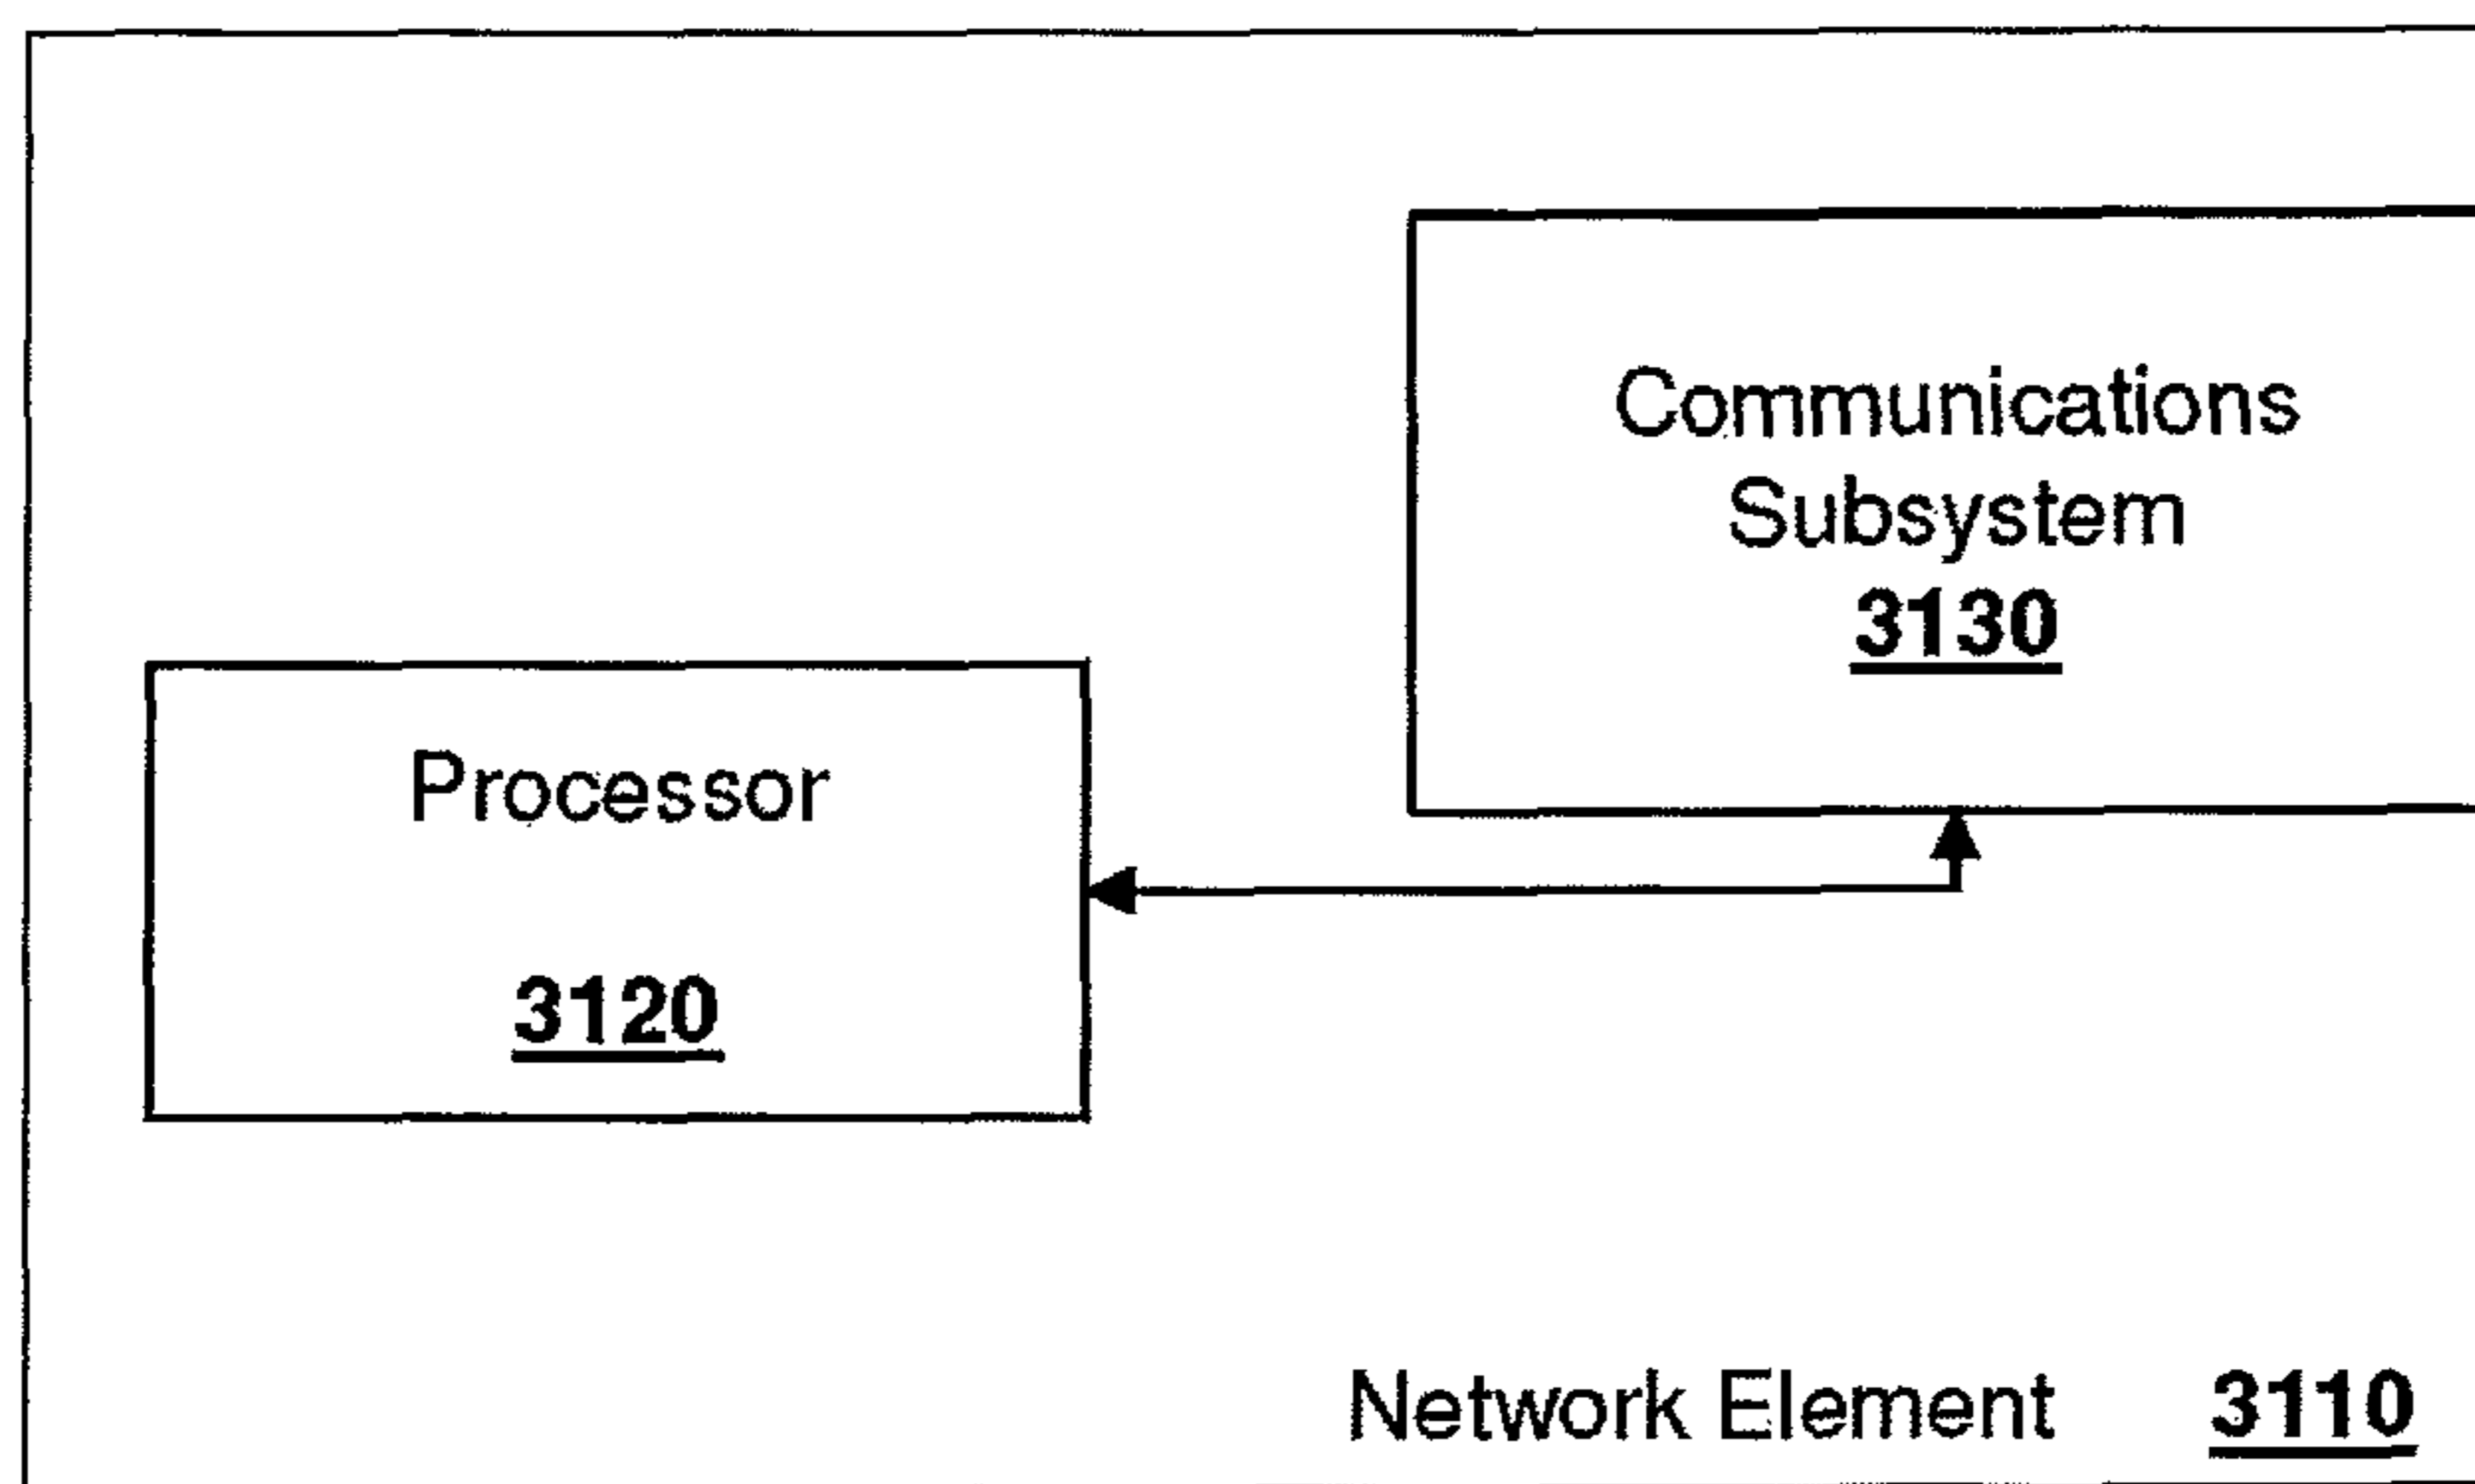 Communications
Subsystem
3130
Processor
3120
Network Element 3110